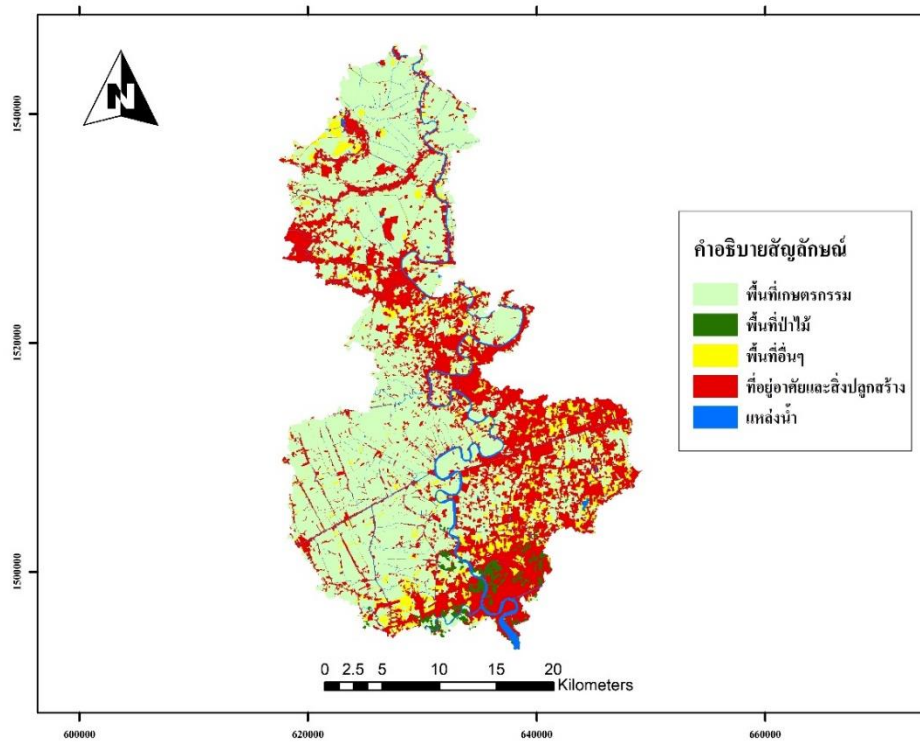 N
1540000
1520000
1500000
คำอธิบายสัญลักษณ์
พื้นที่เกษตรกรรม
พื้นที่ป่าไม้
พื้นที่อื่นๆ
ที่อยู่อาศัยและสิ่งปลูกสร้าง
แหล่งน้ำ
0 2.5 5 10 15 20
Kilometers
600000 620000 640000 660000